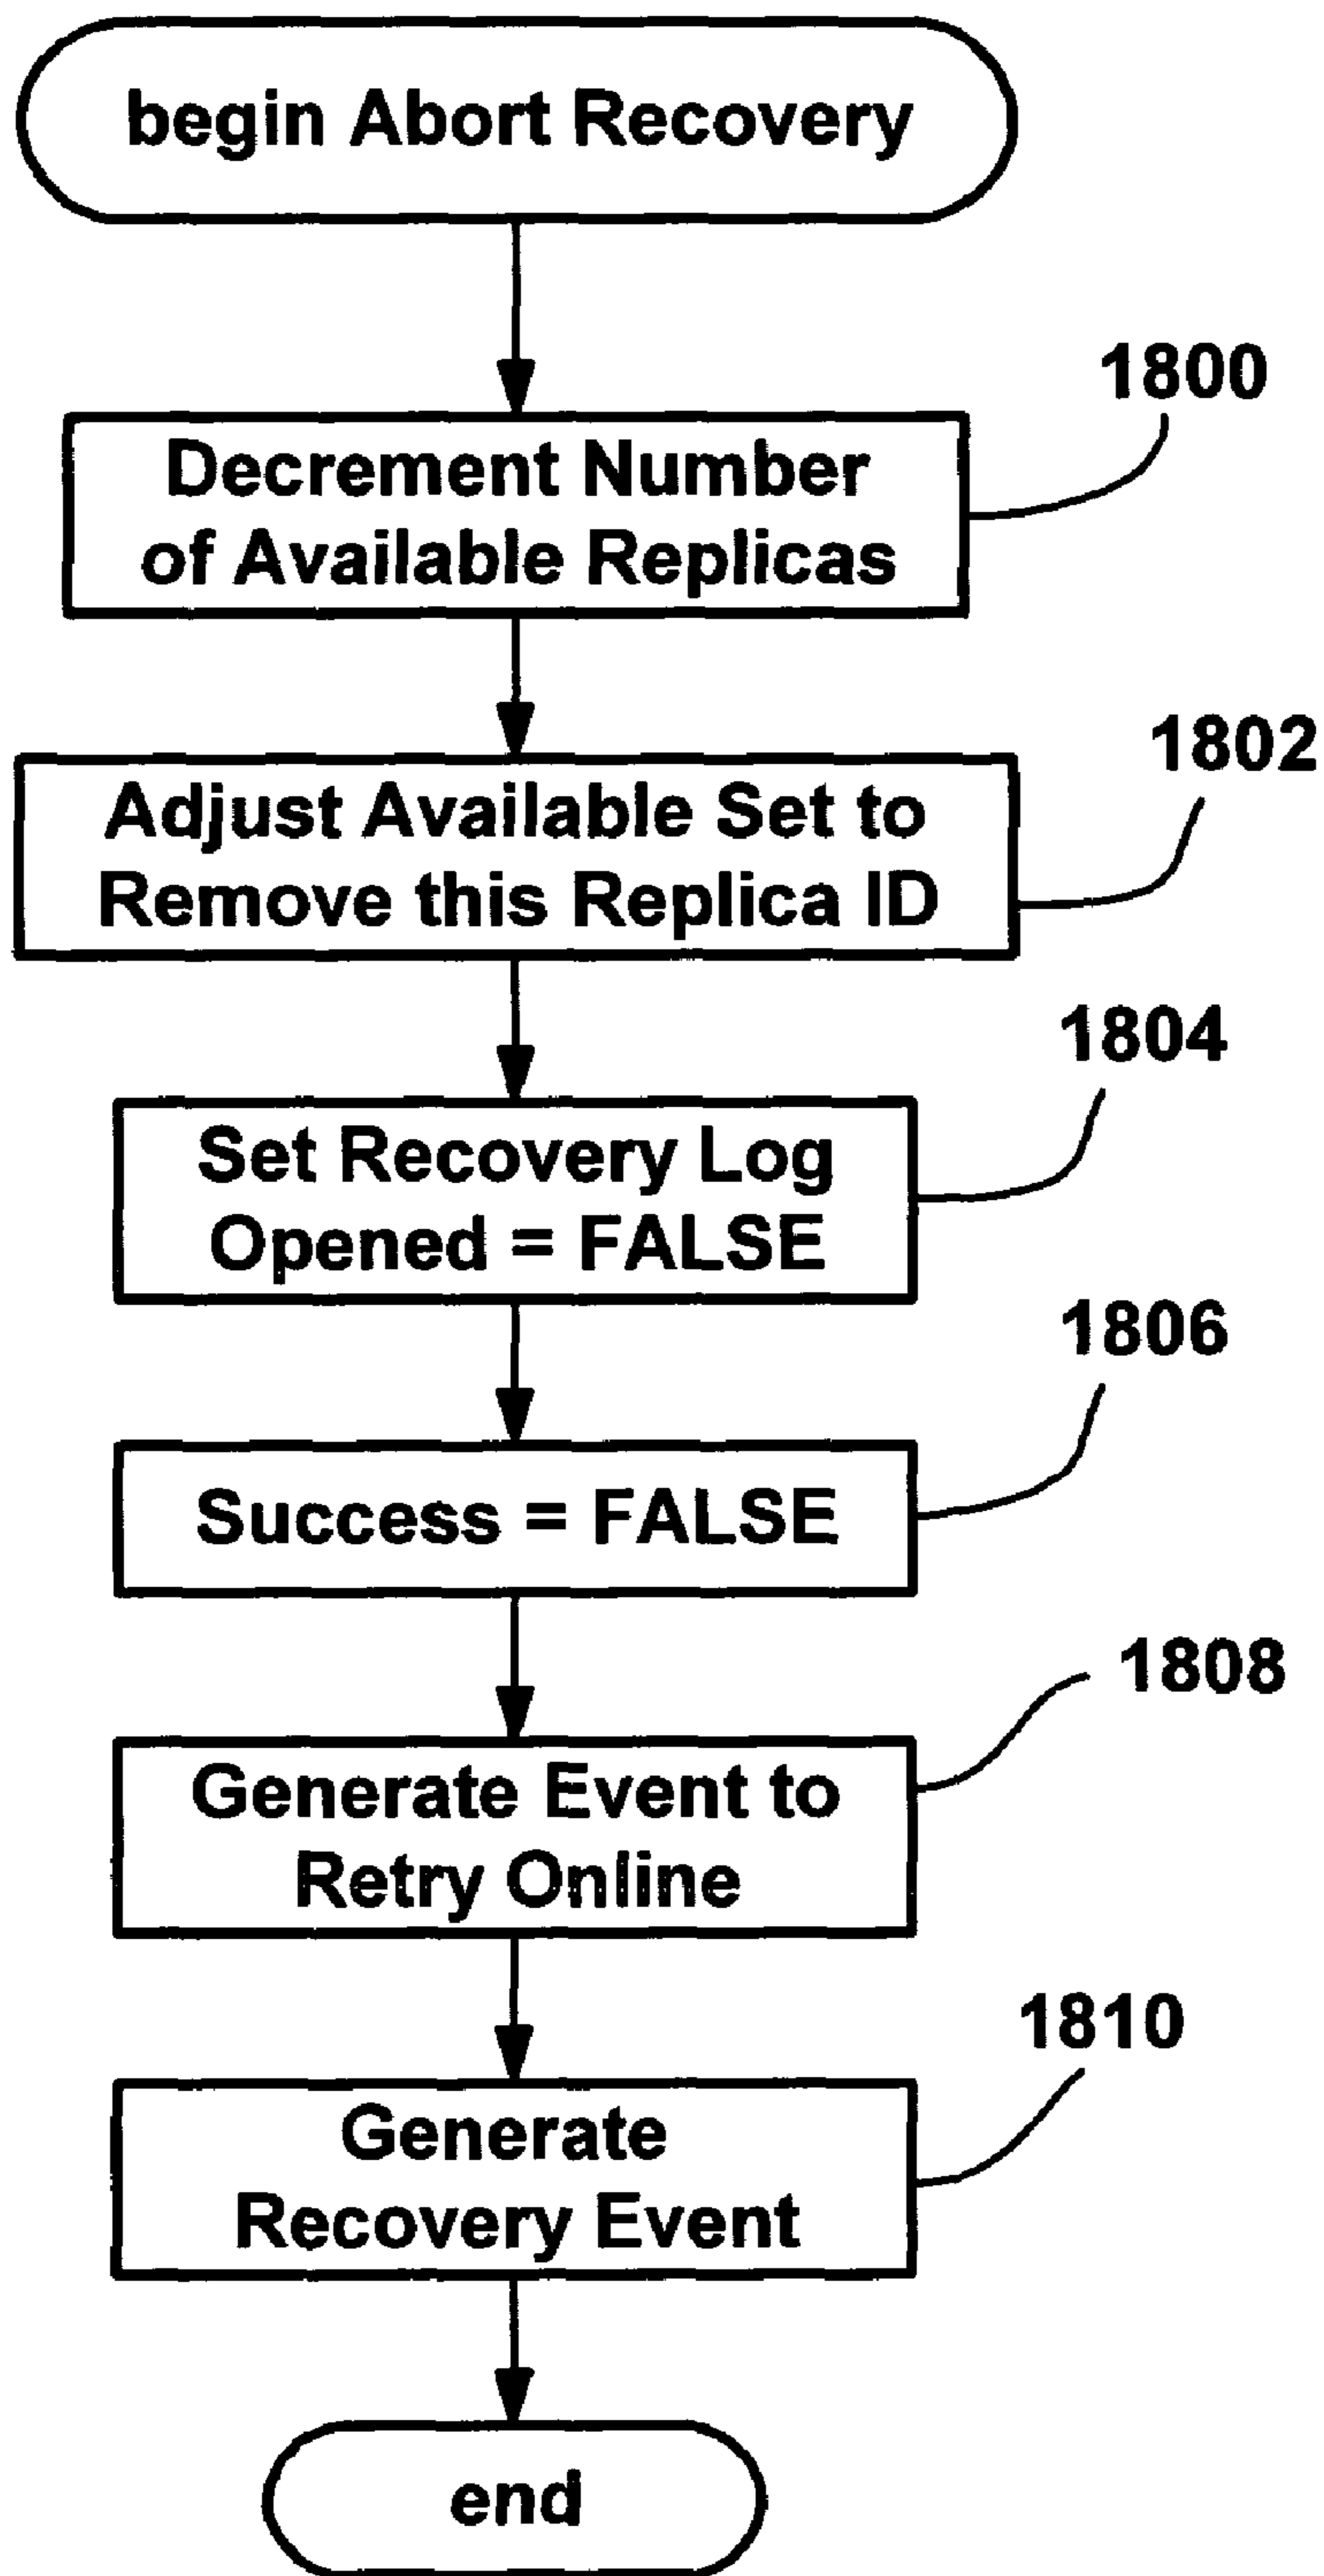 begin Abort Recovery
1800
Decrement Number
of Available Replicas
1802
Adjust Available Set to
Remove this Replica ID
1804
Set Recovery Log
Opened = FALSE
1806
Success = FALSE
1808
Generate Event to
Retry Online
1810
Generate
Recovery Event
end